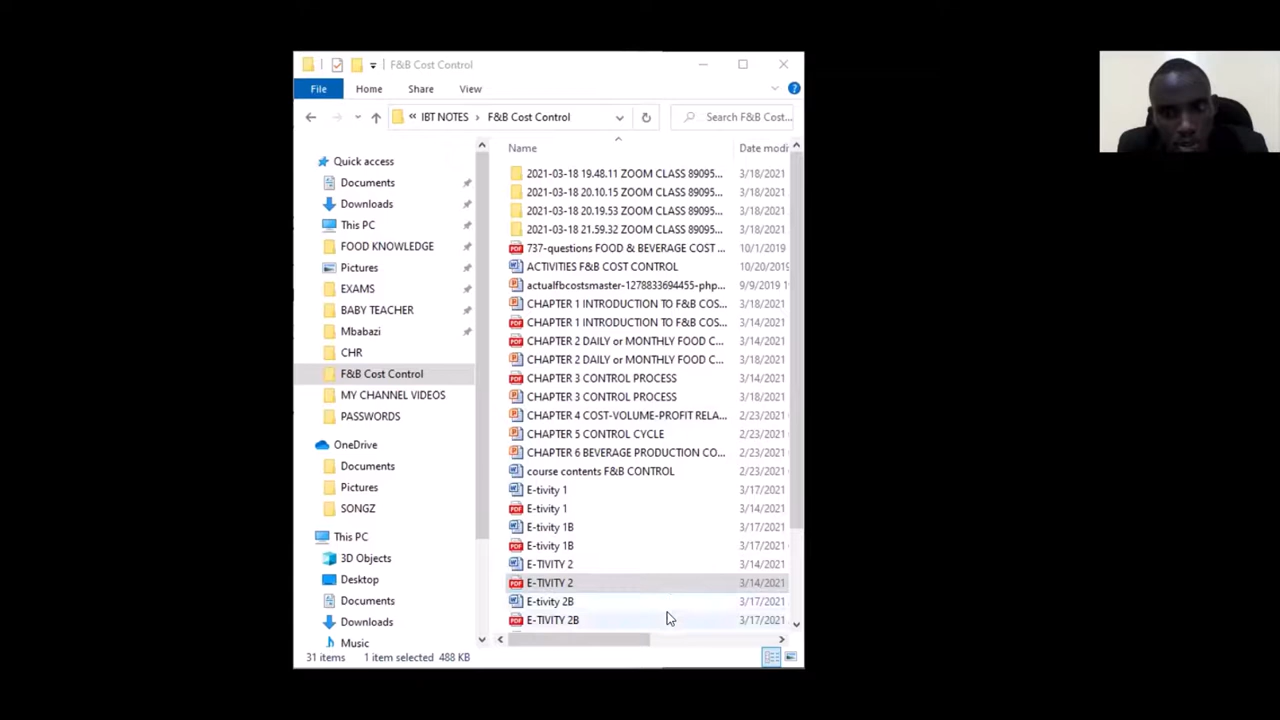 F&B Cost Control
File Home Share View
IBT NOTES F&B Cost Control
Search F&B Cost...
Name Date modi
Quick access
Documents
Downloads
This PC
FOOD KNOWLEDGE
Pictures
EXAMS
BABY TEACHER
Mbabazi
CHR
F&B Cost Control
MY CHANNEL VIDEOS
PASSWORDS
OneDrive
Documents
Pictures
SONGZ
This PC
3D Objects
Desktop
Documents
Downloads
Music
2021-03-18 19.48.11 ZOOM CLASS 89095... 3/18/2021
2021-03-18 20.10.15 ZOOM CLASS 89095... 3/18/2021
2021-03-18 20.19.53 ZOOM CLASS 89095... 3/18/2021
2021-03-18 21.59.32 ZOOM CLASS 89095... 3/18/2021
737-questions FOOD & BEVERAGE COST ... 10/1/2019
ACTIVITIES F&B COST CONTROL 10/20/2019
actualfbcostsmaster-1278833694455-php... 9/9/2019 1
CHAPTER 1 INTRODUCTION TO F&B COS... 3/18/2021
CHAPTER 1 INTRODUCTION TO F&B COS... 3/14/2021
CHAPTER 2 DAILY or MONTHLY FOOD C... 3/14/2021
CHAPTER 2 DAILY or MONTHLY FOOD C... 3/18/2021
CHAPTER 3 CONTROL PROCESS 3/14/2021
CHAPTER 3 CONTROL PROCESS 3/18/2021
CHAPTER 4 COST-VOLUME-PROFIT RELA... 2/23/2021
CHAPTER 5 CONTROL CYCLE 2/23/2021
CHAPTER 6 BEVERAGE PRODUCTION CO... 2/23/2021
course contents F&B CONTROL 2/23/2021
E-tivity 1 3/17/2021
E-tivity 1 3/14/2021
E-tivity 1B 3/17/2021
E-tivity 1B 3/17/2021
E-TIVITY 2 3/14/2021
E-TIVITY 2 3/14/2021
E-tivity 2B 3/17/2021
E-TIVITY 2B 3/17/2021
31 items 1 item selected 488 KB